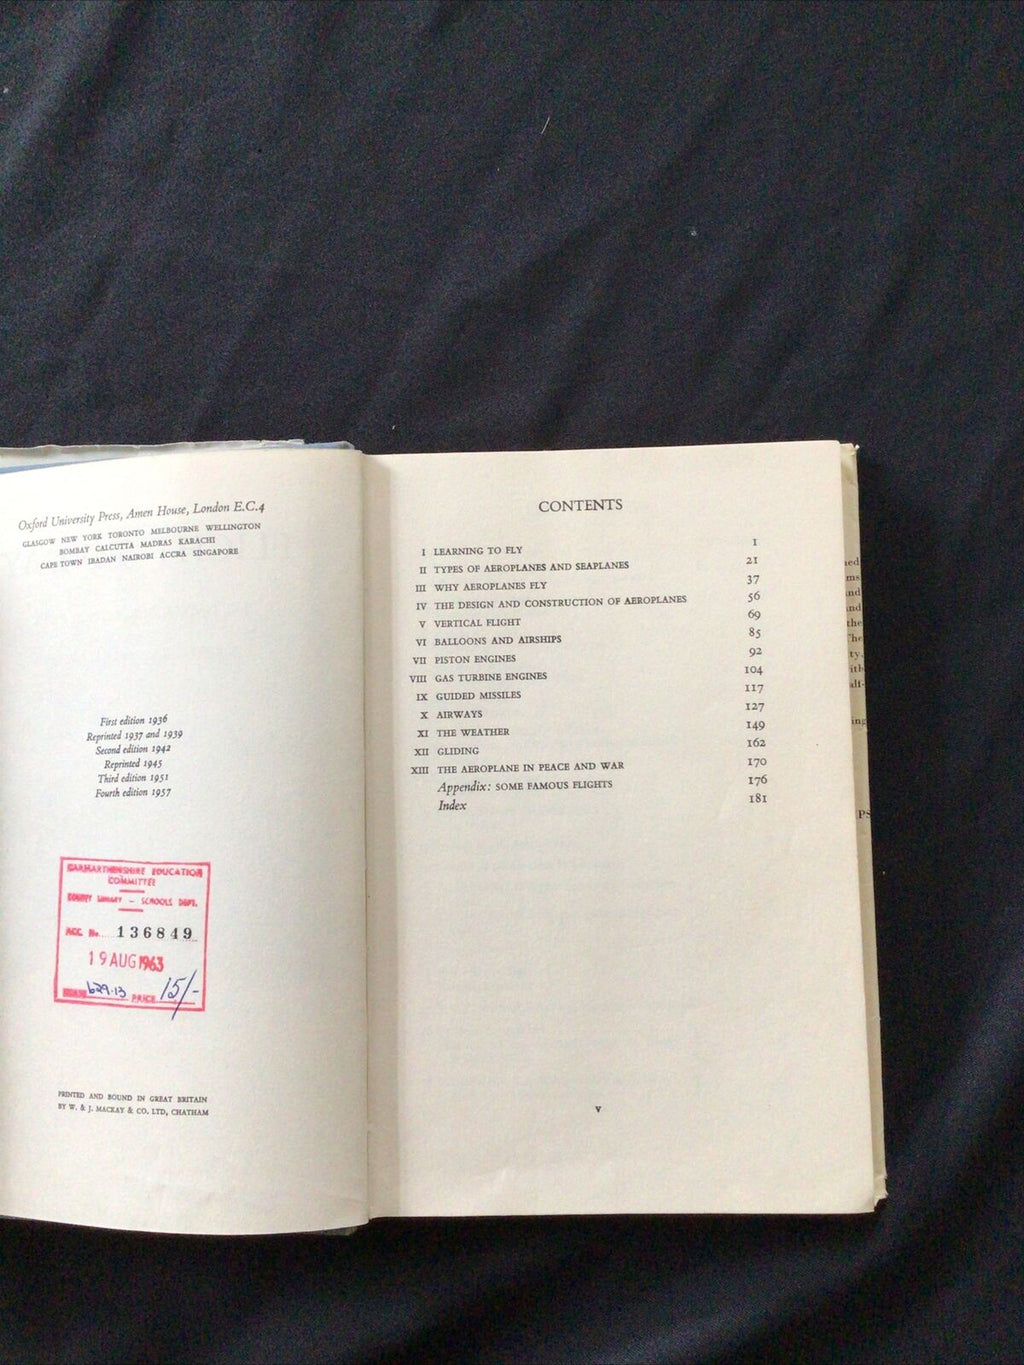 Oxford University Press, Amen House, London E.C.4
GLASGOW NEW YORK TORONTO MELBOURNE WELLINGTON
BOMBAY CALCUTTA MADRAS KARACHI
CAPE TOWN IBADAN NAIROBI ACCRA SINGAPORE
First edition 1936
Reprinted 1937 and 1939
Second edition 1942
Reprinted 1945
Third edition 1951
Fourth edition 1957
CARMARTHENSHIRE EDUCATION
COMMITTEE
COUNTY LIBRARY – SCHOOLS DEPT.
ACC. No. 136849
19 AUG 1963
CLASS 629.13 PRICE 15/-
PRINTED AND BOUND IN GREAT BRITAIN
BY W. & J. MACKAY & CO. LTD, CHATHAM
CONTENTS
I LEARNING TO FLY 1
II TYPES OF AEROPLANES AND SEAPLANES 21
III WHY AEROPLANES FLY 37
IV THE DESIGN AND CONSTRUCTION OF AEROPLANES 56
V VERTICAL FLIGHT 69
VI BALLOONS AND AIRSHIPS 85
VII PISTON ENGINES 92
VIII GAS TURBINE ENGINES 104
IX GUIDED MISSILES 117
X AIRWAYS 127
XI THE WEATHER 149
XII GLIDING 162
XIII THE AEROPLANE IN PEACE AND WAR 170
Appendix: SOME FAMOUS FLIGHTS 176
Index 181
v